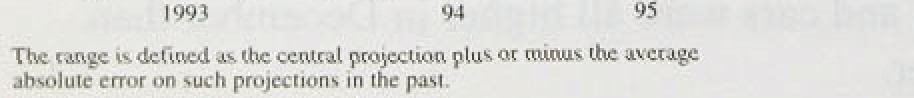 1993 94 95
The range is defined as the central projection plus or minus the average
absolute error on such projections in the past.